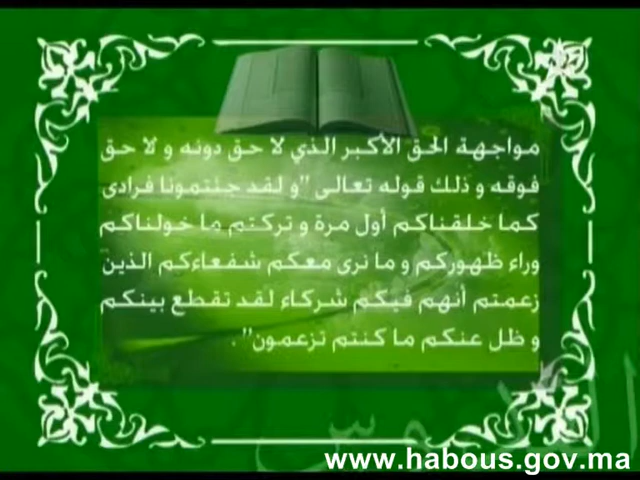 مواجهة الحق الأكبر الذي لا حق دونه و لا حق
فوقه و ذلك قوله تعالى "و لقد جئتمونا فرادى
كما خلقناكم أول مرة و تركتم ما خولناكم
وراء ظهوركم و ما نرى معكم شفعاءكم الذين
زعمتم أنهم فيكم شركاء لقد تقطع بينكم
و ظل عنكم ما كنتم تزعمون".
www.habous.gov.ma